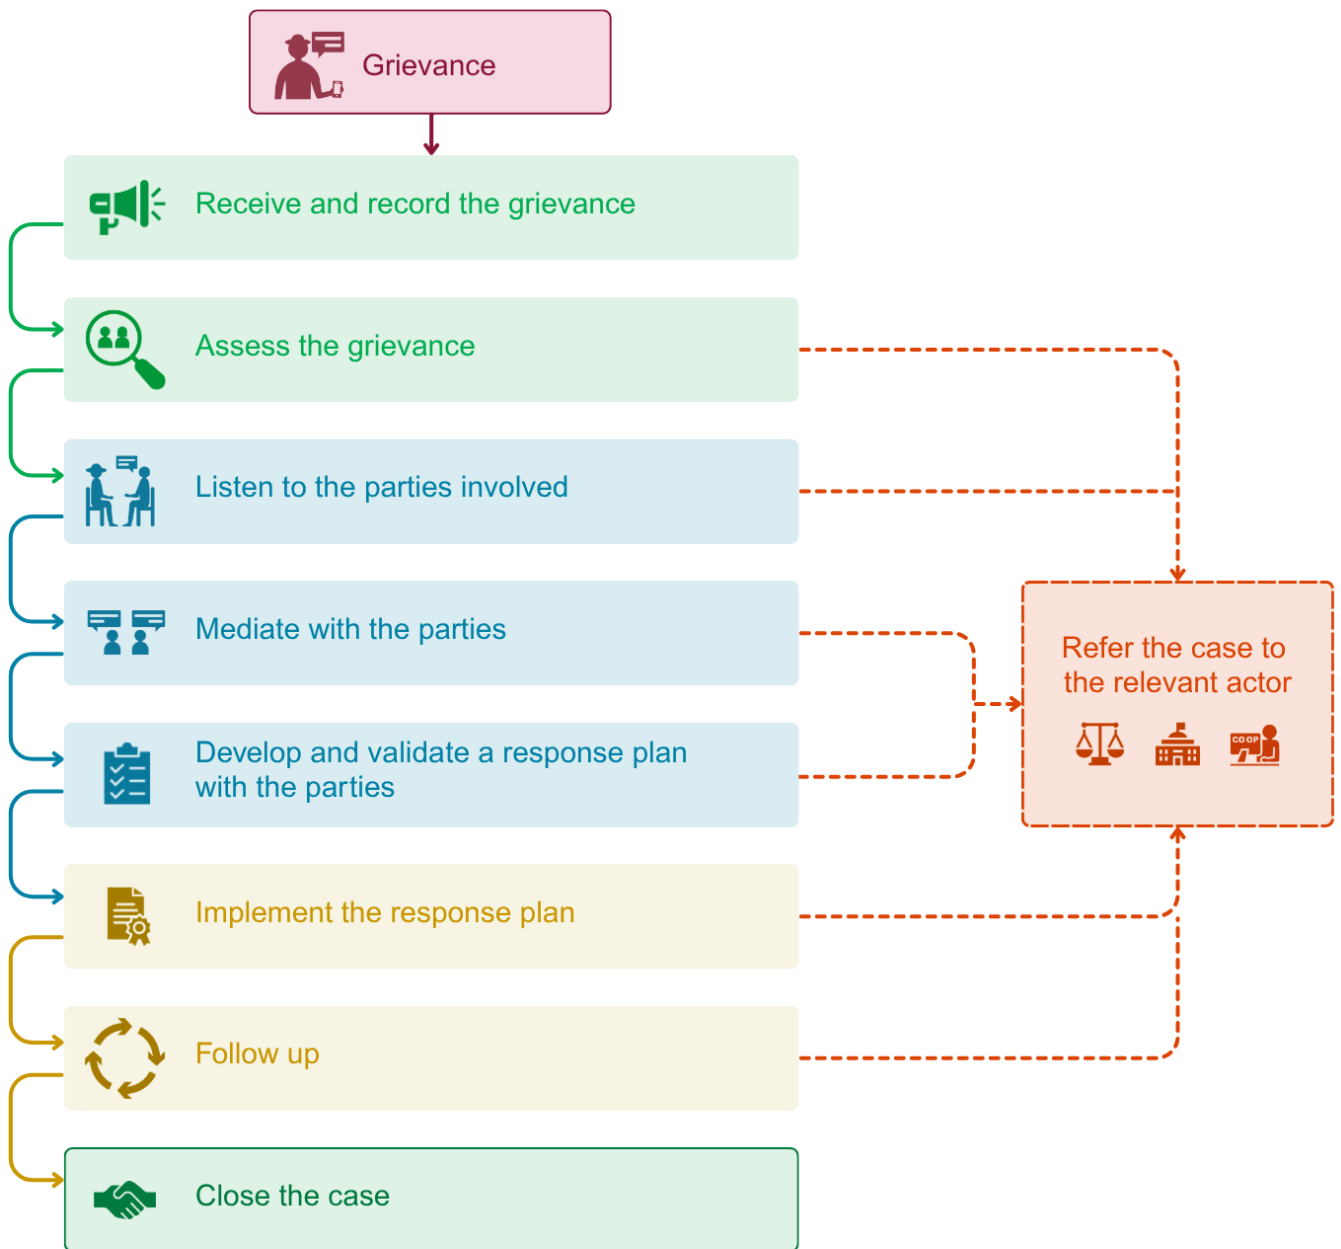 Grievance
Receive and record the grievance
Assess the grievance
Listen to the parties involved
Mediate with the parties
Develop and validate a response plan
with the parties
Refer the case to
the relevant actor
CO OP
Implement the response plan
Follow up
Close the case